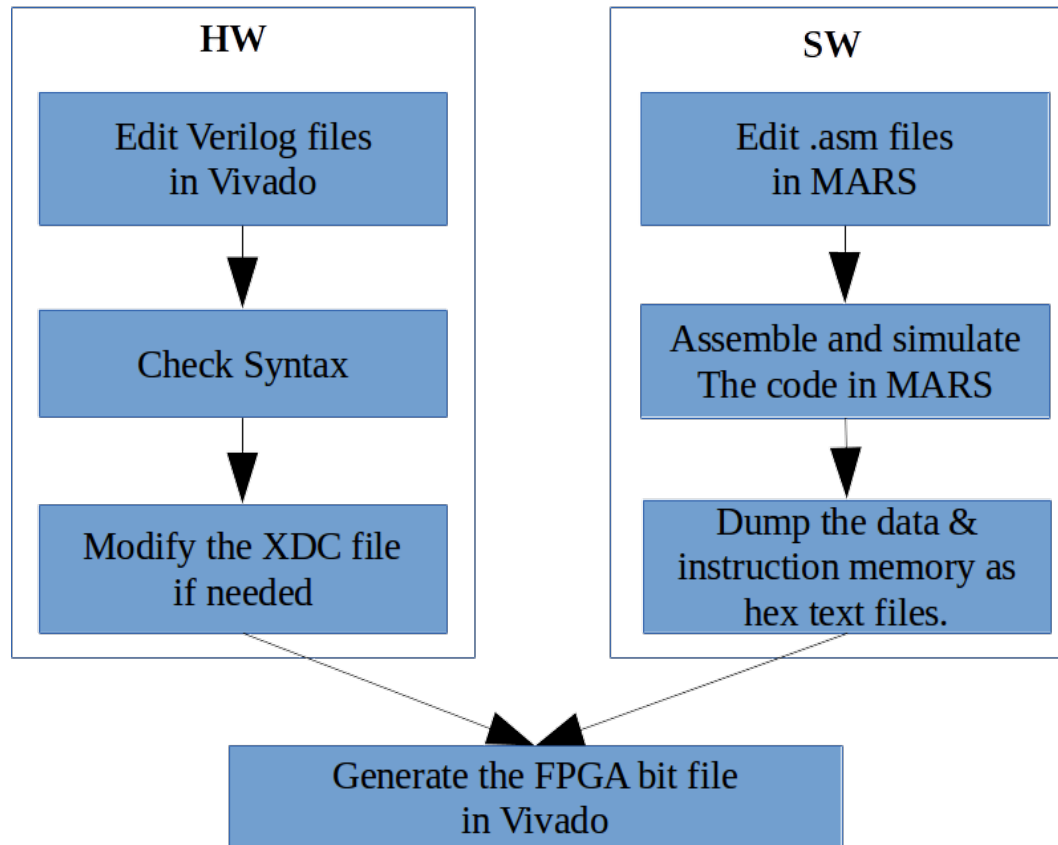 HW
Edit Verilog files
in Vivado
Check Syntax
Modify the XDC file
if needed
SW
Edit .asm files
in MARS
Assemble and simulate
The code in MARS
Dump the data &
instruction memory as
hex text files.
Generate the FPGA bit file
in Vivado